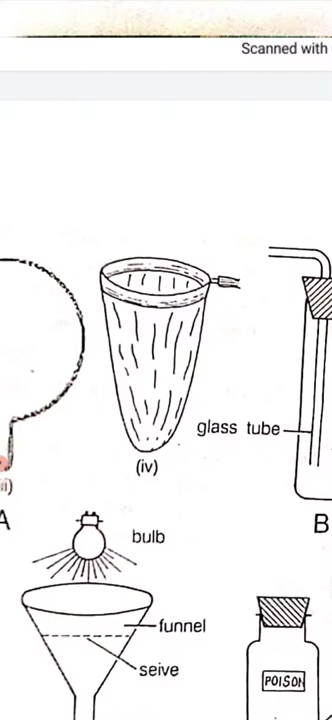 Scanned with
(iv)
glass tube
A
B
bulb
funnel
seive
POISON